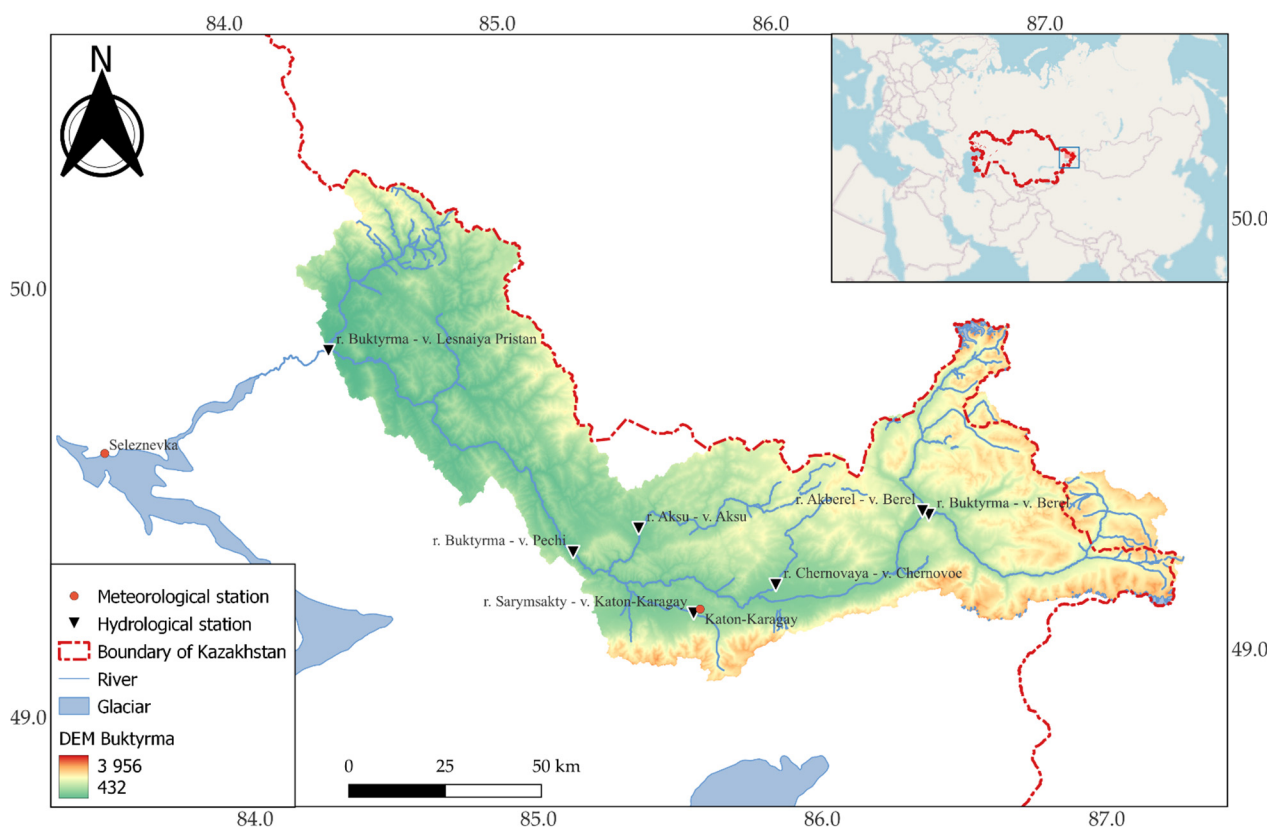 84.0
85.0
86.0
87.0
N
50.0
50.0
r. Buktyrma - v. Lesnaiya Pristan
Seleznevka
r. Akberel - v. Berel
r. Buktyrma - v. Berel
r. Aksu - v. Aksu
r. Buktyrma - v. Pechi
r. Chernovaya - v. Chernovoe
r. Sarymsakty - v. Katon-Karagay
Katon-Karagay
49.0
49.0
Meteorological station
Hydrological station
Boundary of Kazakhstan
River
Glaciar
DEM Buktyrma
3 956
432
0
25
50 km
84.0
85.0
86.0
87.0